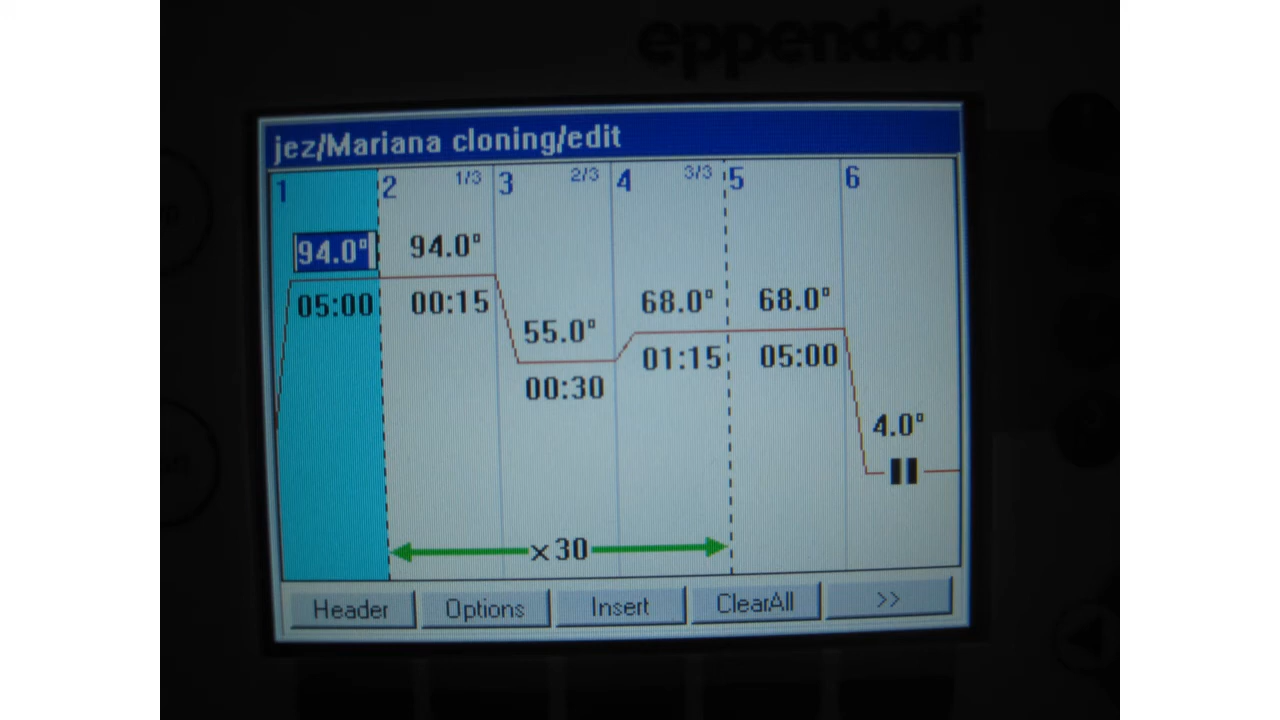 eppendorf
jez/Mariana cloning/edit
1 2 1/3 3 2/3 4 3/3 5 6
94.0° 94.0° 55.0° 68.0° 68.0° 4.0°
05:00 00:15 00:30 01:15 05:00
x30
Header Options Insert ClearAll >>